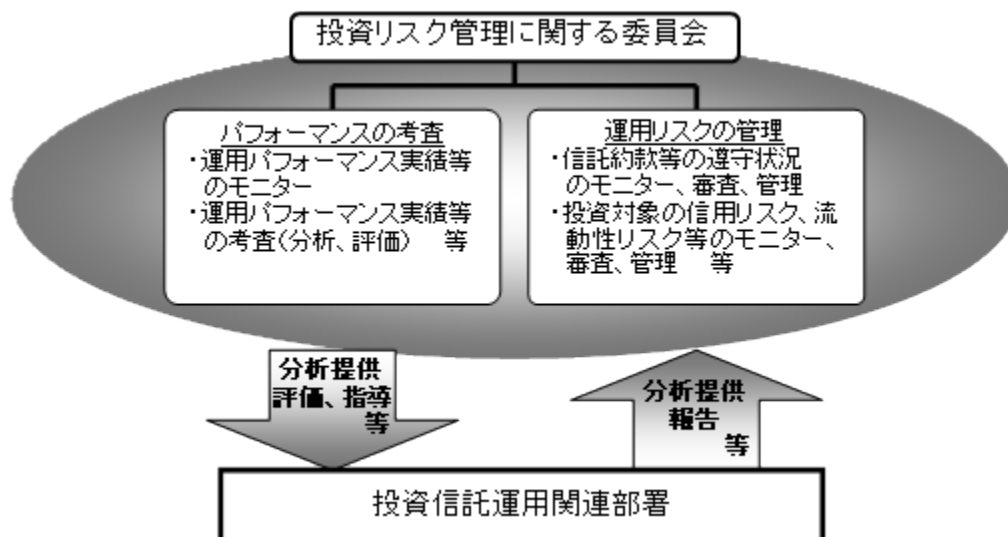 投資リスク管理に関する委員会
パフォーマンスの考査
・運用パフォーマンス実績等
のモニター
・運用パフォーマンス実績等
の考査(分析、評価) 等
運用リスクの管理
・信託約款等の遵守状況
のモニター、審査、管理
・投資対象の信用リスク、流
動性リスク等のモニター、
審査、管理 等
分析提供
評価、指導
等
分析提供
報告
等
投資信託運用関連部署